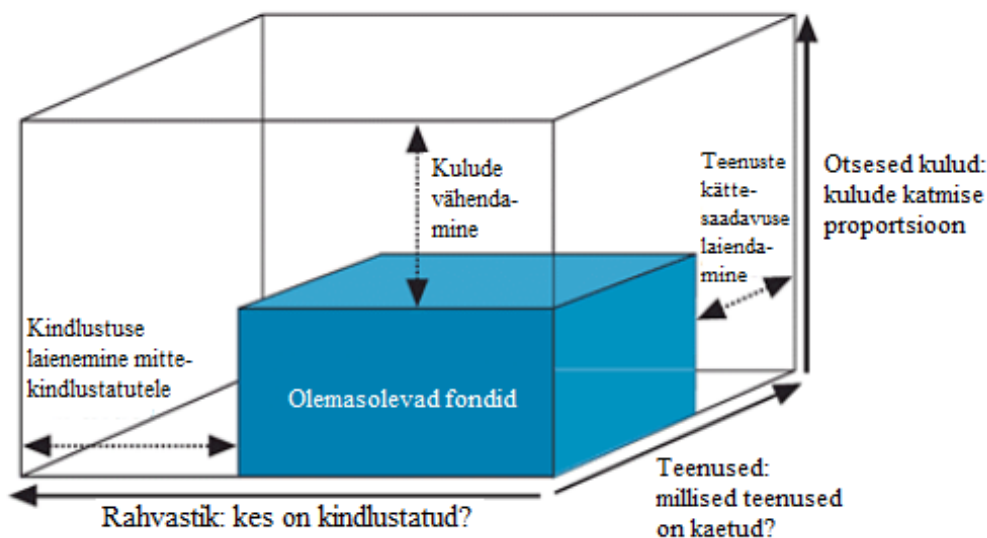 Kulude
vähenda-
mine
Teenuste
kätte-
saadavuse
laienda-
mine
Otsesed kulud:
kulude katmise
proportsioon
Kindlustuse
laienemine mitte-
kindlustatutele
Olemasolevad fondid
Teenused:
millised teenused
on kaetud?
Rahvastik: kes on kindlustatud?